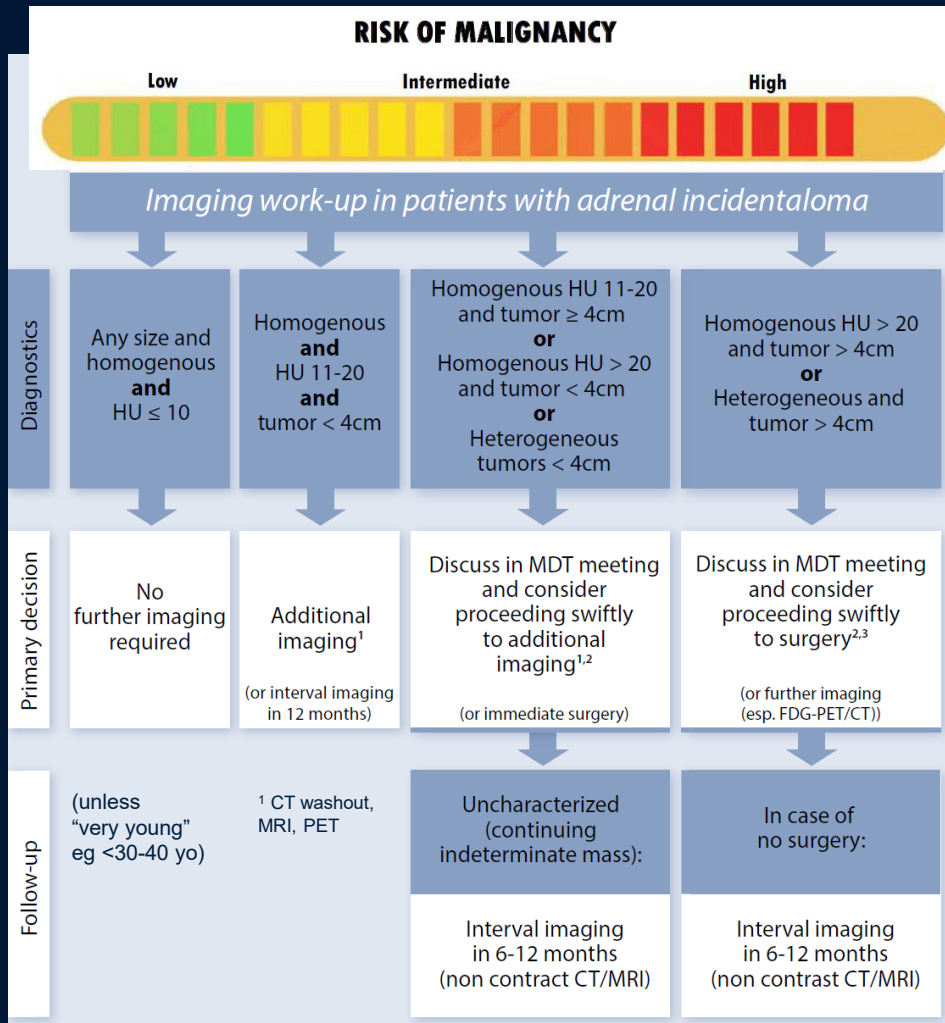 RISK OF MALIGNANCY
Low
Intermediate
High
Imaging work-up in patients with adrenal incidentaloma
Diagnostics
Any size and
homogenous
and
HU ≤ 10
Homogenous
and
HU 11-20
and
tumor < 4cm
Homogenous HU 11-20
and tumor ≥ 4cm
or
Homogenous HU > 20
and tumor < 4cm
or
Heterogeneous
tumors < 4cm
Homogenous HU > 20
and tumor > 4cm
or
Heterogeneous and
tumor > 4cm
Primary decision
No
further imaging
required
Additional
imaging¹
(or interval imaging
in 12 months)
Discuss in MDT meeting
and consider
proceeding swiftly
to additional
imaging¹,²
(or immediate surgery)
Discuss in MDT meeting
and consider
proceeding swiftly
to surgery²,³
(or further imaging
(esp. FDG-PET/CT))
Follow-up
(unless
“very young”
eg <30-40 yo)
¹ CT washout,
MRI, PET
Uncharacterized
(continuing
indeterminate mass):
Interval imaging
in 6-12 months
(non contract CT/MRI)
In case of
no surgery:
Interval imaging
in 6-12 months
(non contrast CT/MRI)